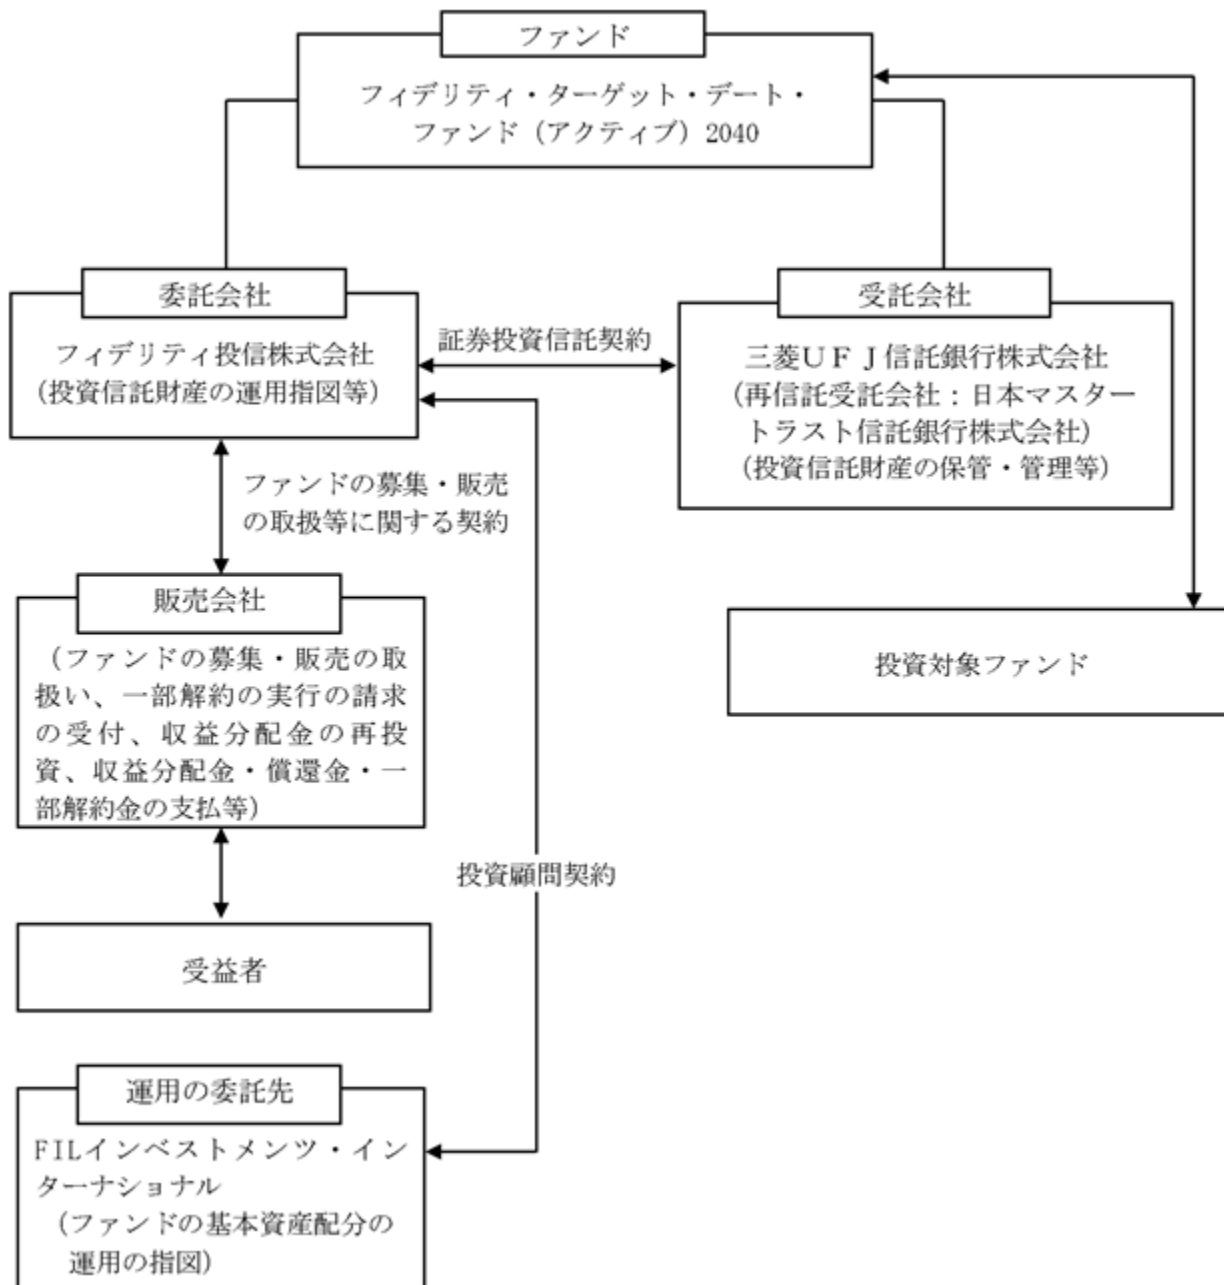 ファンド
フィデリティ・ターゲット・デート・
ファンド（アクティブ）2040
委託会社
フィデリティ投信株式会社
（投資信託財産の運用指図等）
証券投資信託契約
受託会社
三菱ＵＦＪ信託銀行株式会社
（再信託受託会社：日本マスター
トラスト信託銀行株式会社）
（投資信託財産の保管・管理等）
ファンドの募集・販売
の取扱等に関する契約
販売会社
（ファンドの募集・販売の取
扱い、一部解約の実行の請求
の受付、収益分配金の再投
資、収益分配金・償還金・一
部解約金の支払等）
投資対象ファンド
投資顧問契約
受益者
運用の委託先
FILインベストメンツ・イン
ターナショナル
（ファンドの基本資産配分の
運用の指図）